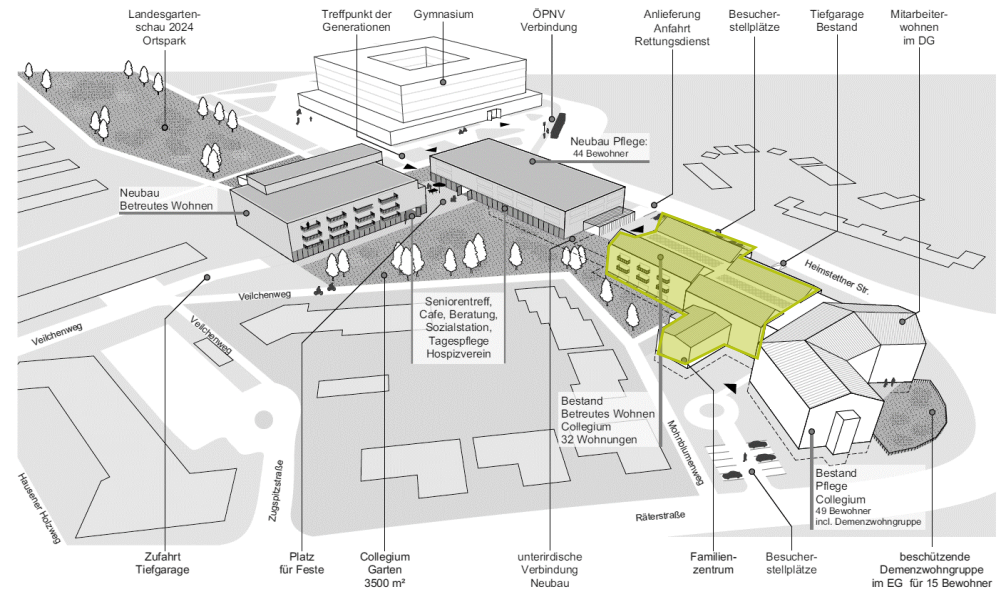 Landesgarten-
schau 2024
Ortspark
Treffpunkt der
Generationen
Gymnasium
ÖPNV
Verbindung
Anlieferung
Anfahrt
Rettungsdienst
Besucher-
stellplätze
Tiefgarage
Bestand
Mitarbeiter-
wohnen
im DG
Neubau Pflege:
44 Bewohner
Neubau
Betreutes Wohnen
Heimstettner Str.
Veilchenweg
Veilchenweg
Veilchenweg
Seniorentreff,
Cafe, Beratung,
Sozialstation,
Tagespflege
Hospizverein
Bestand
Betreutes Wohnen
Collegium
32 Wohnungen
Mohnblumenweg
Bestand
Pflege
Collegium
49 Bewohner
incl. Demenzwohngruppe
Hausener Holzweg
Zugspitzstraße
Räterstraße
Zufahrt
Tiefgarage
Platz
für Feste
Collegium
Garten
3500 m²
unterirdische
Verbindung
Neubau
Familien-
zentrum
Besucher-
stellplätze
beschützende
Demenzwohngruppe
im EG für 15 Bewohner